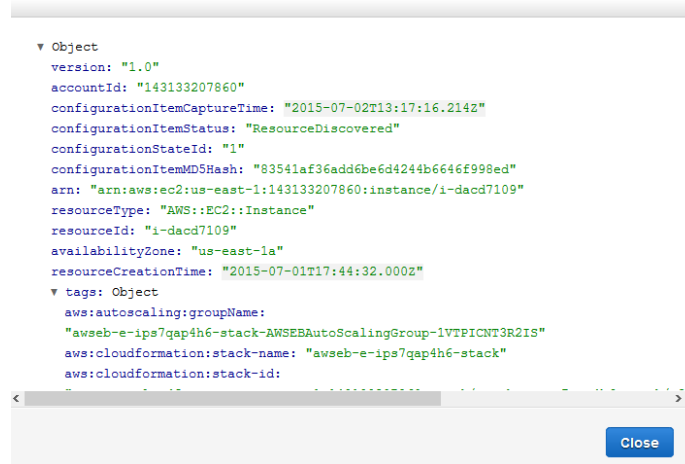 ▼ Object
version: "1.0"
accountId: "143133207860"
configurationItemCaptureTime: "2015-07-02T13:17:16.214Z"
configurationItemStatus: "ResourceDiscovered"
configurationStateId: "1"
configurationItemMD5Hash: "83541af36add6be6d4244b6646f998ed"
arn: "arn:aws:ec2:us-east-1:143133207860:instance/i-dacd7109"
resourceType: "AWS::EC2::Instance"
resourceId: "i-dacd7109"
availabilityZone: "us-east-1a"
resourceCreationTime: "2015-07-01T17:44:32.000Z"
▼ tags: Object
aws:autoscaling:groupName:
"awseb-e-ips7qap4h6-stack-AWSEBAutoScalingGroup-1VTPICNT3R2IS"
aws:cloudformation:stack-name: "awseb-e-ips7qap4h6-stack"
aws:cloudformation:stack-id:
Close